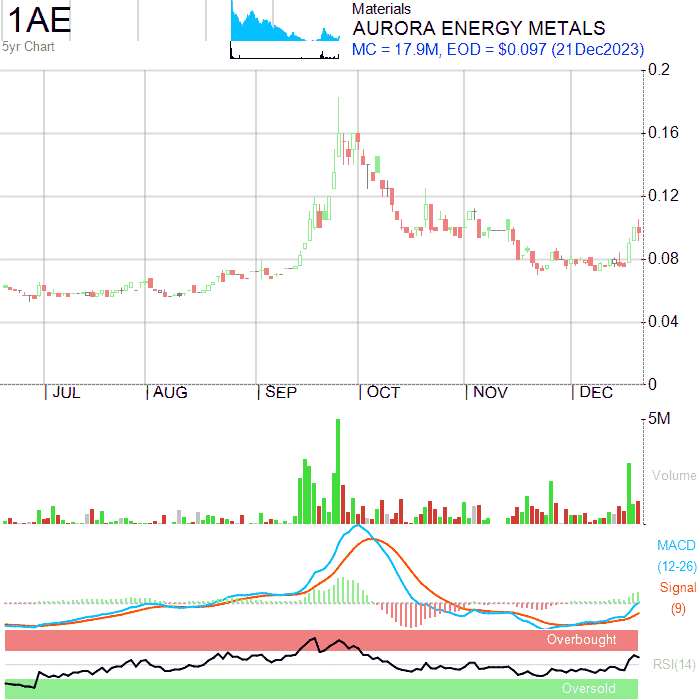 1AE
5yr Chart
Materials
AURORA ENERGY METALS
MC = 17.9M, EOD = $0.097 (21Dec2023)
0.2
0.16
0.12
0.08
0.04
0
JUL AUG SEP OCT NOV DEC
5M
Volume
MACD
(12-26)
Signal
(9)
Overbought
RSI(14)
Oversold